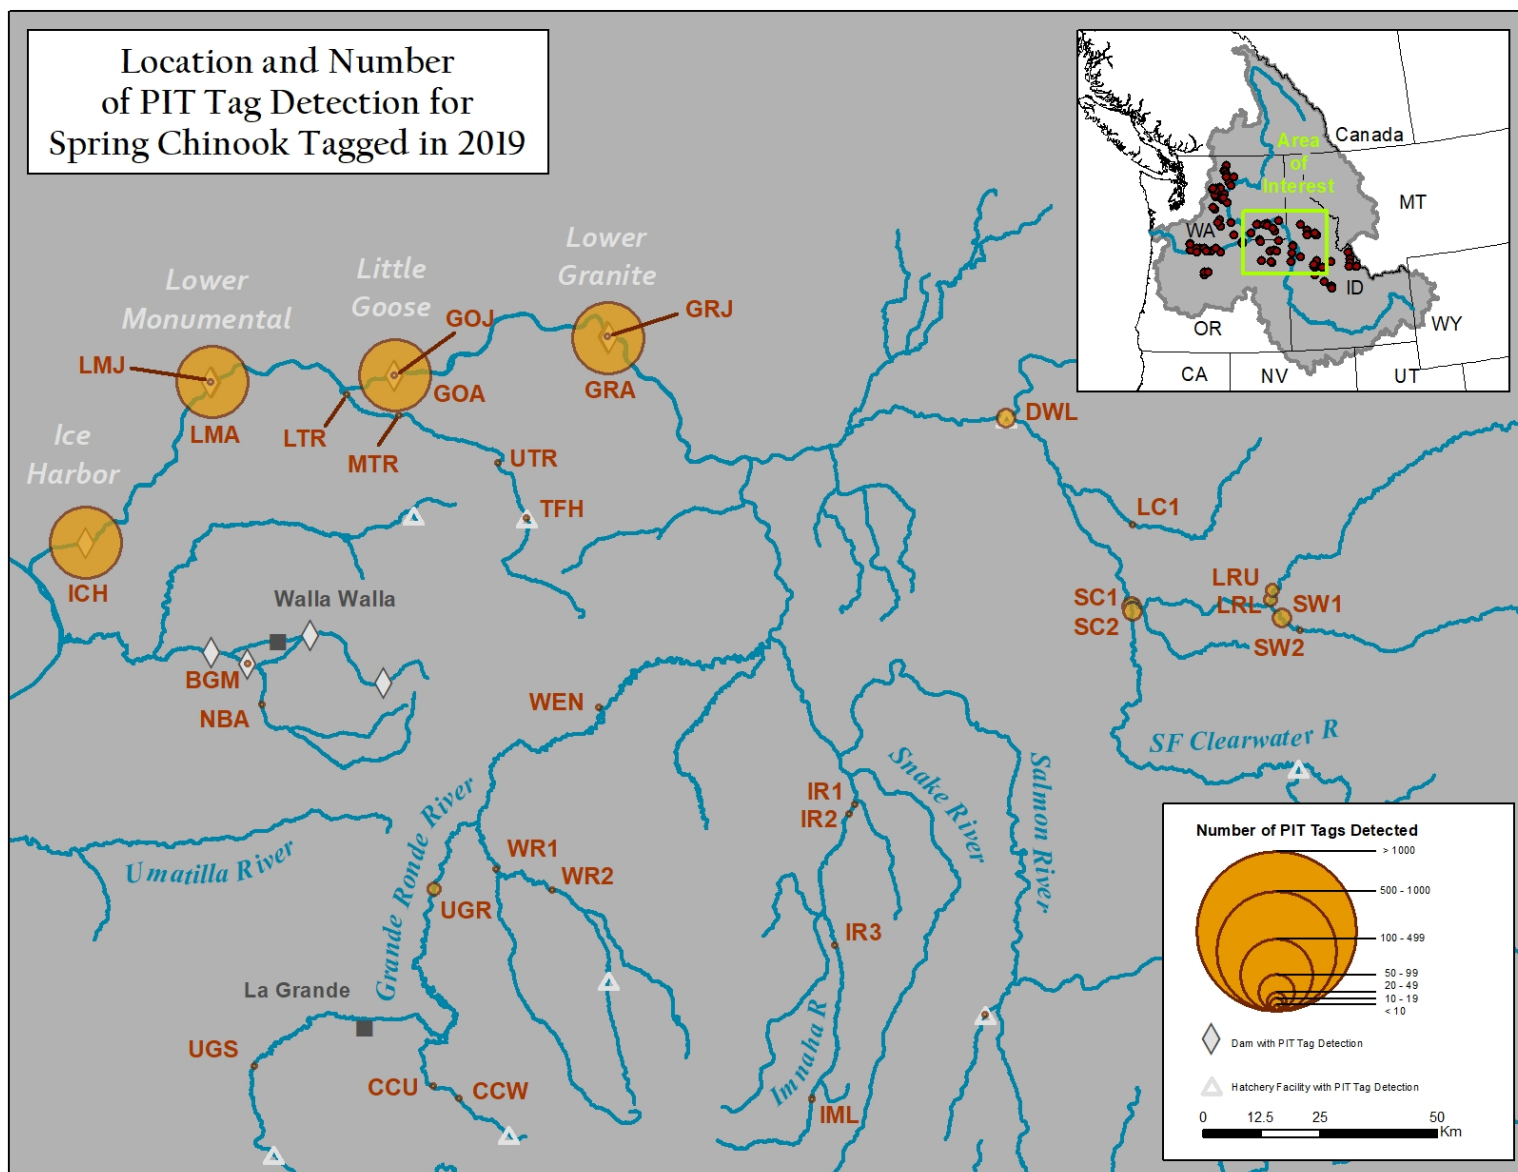 Location and Number
of PIT Tag Detection for
Spring Chinook Tagged in 2019
Canada
Area
of
Interest
MT
WA
ID
OR
WY
CA
NV
UT
Lower
Granite
Little
Goose
Lower
Monumental
Ice
Harbor
GRJ
GOJ
LMJ
GRA
GOA
LMA
LTR
MTR
UTR
TFH
ICH
DWL
LC1
LRU
LRL
SW1
SW2
SC1
SC2
Walla Walla
BGM
NBA
WEN
SF Clearwater R
Snake River
Salmon River
IR1
IR2
Grande Ronde River
Umatilla River
WR1
WR2
UGR
IR3
La Grande
UGS
CCU
CCW
Imnaha R
IML
Number of PIT Tags Detected
> 1000
500 - 1000
100 - 499
50 - 99
20 - 49
10 - 19
< 10
Dam with PIT Tag Detection
Hatchery Facility with PIT Tag Detection
0 12.5 25 50
Km